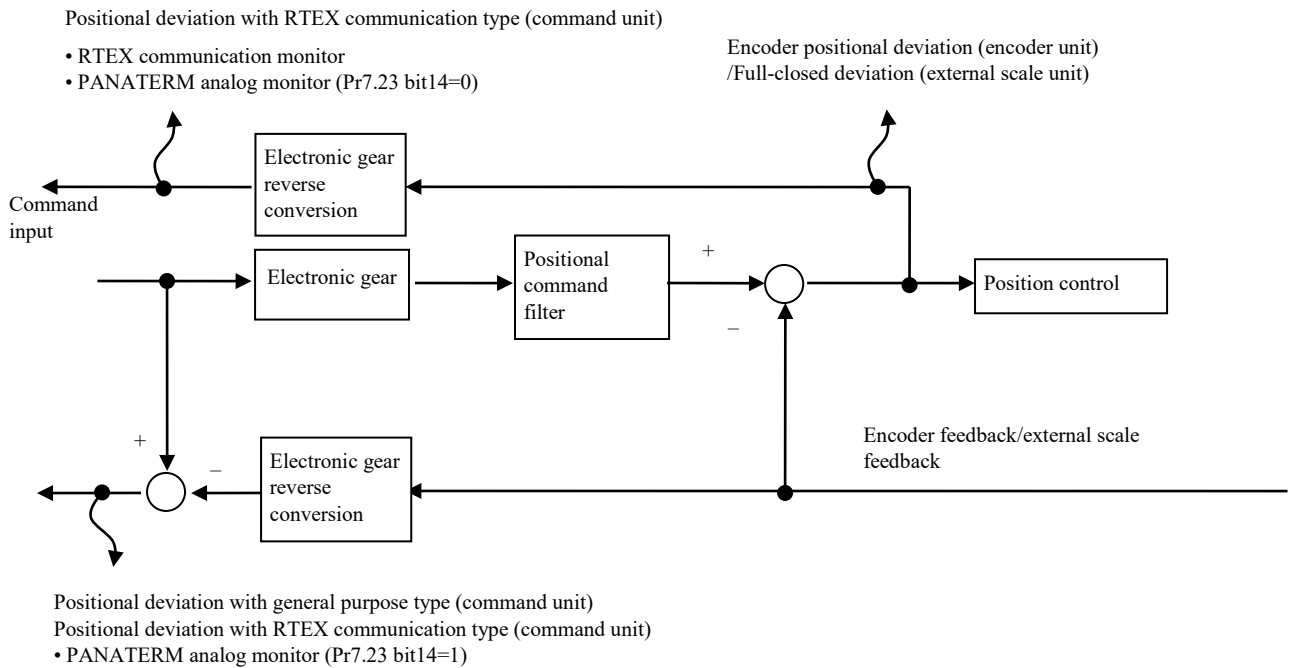 Positional deviation with RTEX communication type (command unit)
• RTEX communication monitor
• PANATERM analog monitor (Pr7.23 bit14=0)
Encoder positional deviation (encoder unit)
/Full-closed deviation (external scale unit)
Electronic gear
reverse
conversion
Command
input
Electronic gear
Positional
command
filter
+
−
Position control
+
−
Electronic gear
reverse
conversion
Encoder feedback/external scale
feedback
Positional deviation with general purpose type (command unit)
Positional deviation with RTEX communication type (command unit)
• PANATERM analog monitor (Pr7.23 bit14=1)